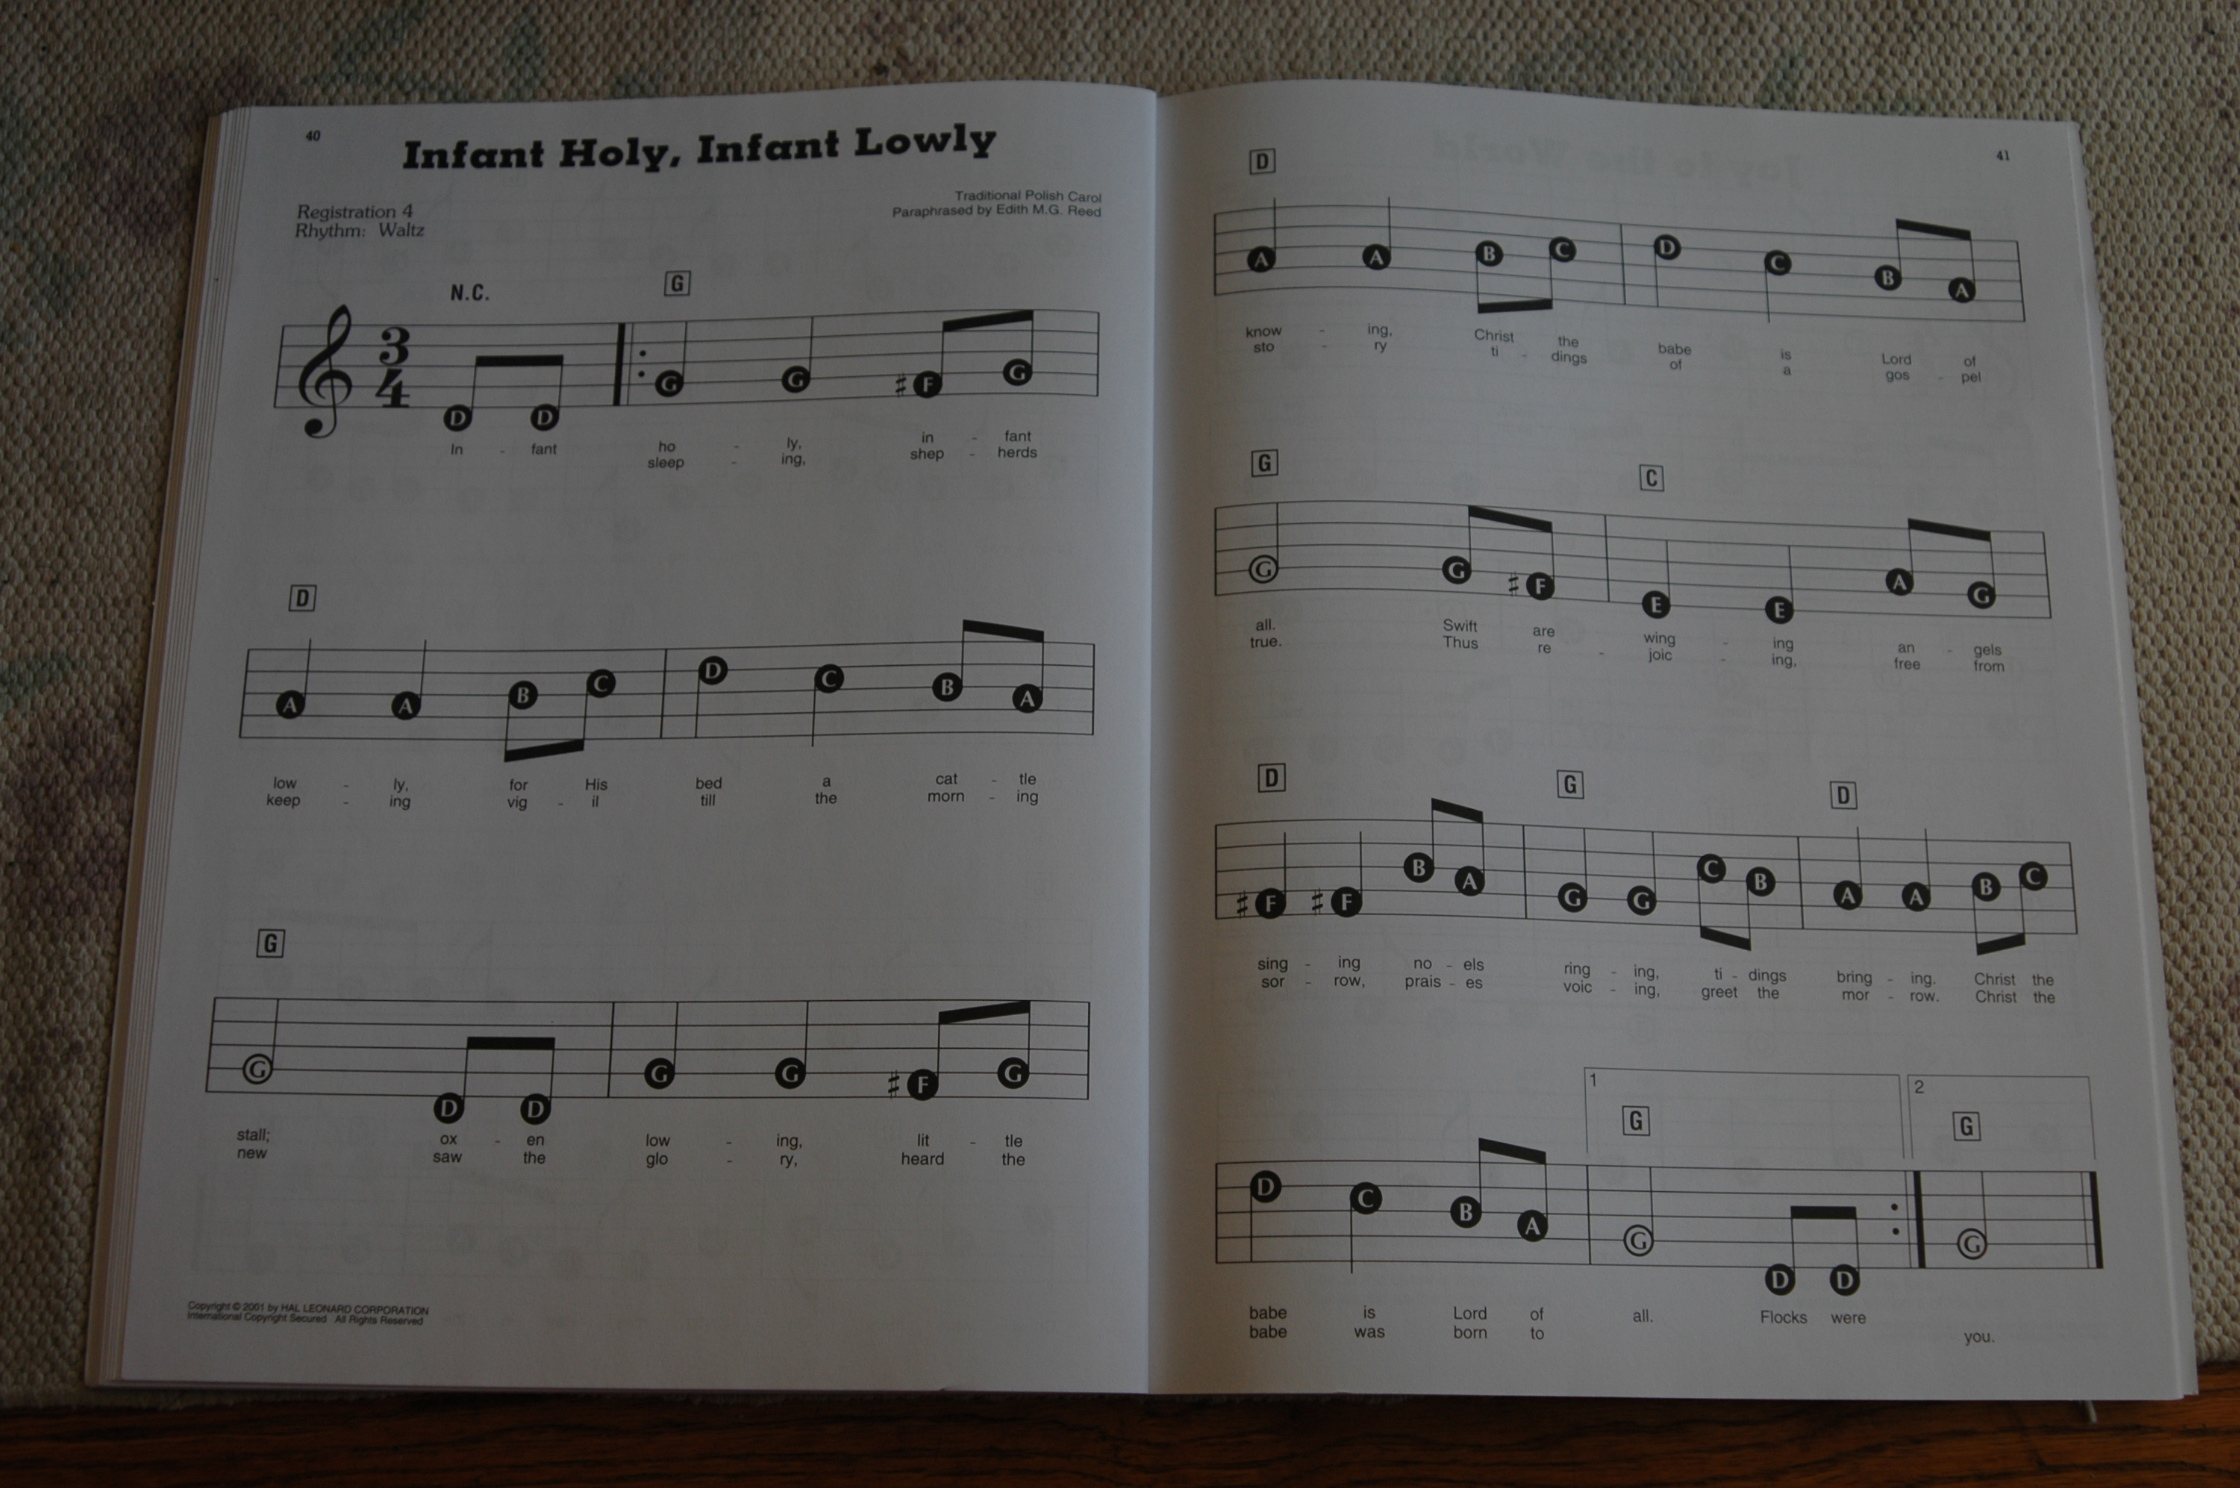 40
Infant Holy, Infant Lowly
Registration 4
Rhythm: Waltz
Traditional Polish Carol
Paraphrased by Edith M.G. Reed
N.C. G
3
4
D D G G ♯F G
In - fant ho - ly, in - fant
sleep - ing, shep - herds
D
A A B C D C B A
low - ly, for His bed a cat - tle
keep - ing vig - il till the morn - ing
G
G D D G G ♯F G
stall; ox - en low - ing, lit - tle
new saw the glo - ry, heard the
Copyright © 2001 by HAL LEONARD CORPORATION
International Copyright Secured All Rights Reserved
41
D
A A B C D C B A
know - ing, Christ the babe is Lord of
sto - ry ti - dings of a gos - pel
G C
G G ♯F E E A G
all. Swift are wing - ing an - gels
true. Thus re - joic - ing, free from
D G D
♯F ♯F B A G G C B A A B C
sing - ing no - els ring - ing, ti - dings bring - ing. Christ the
sor - row, prais - es voic - ing, greet the mor - row. Christ the
1 2
G G
D C B A G D D G
babe is Lord of all. Flocks were
babe was born to you.